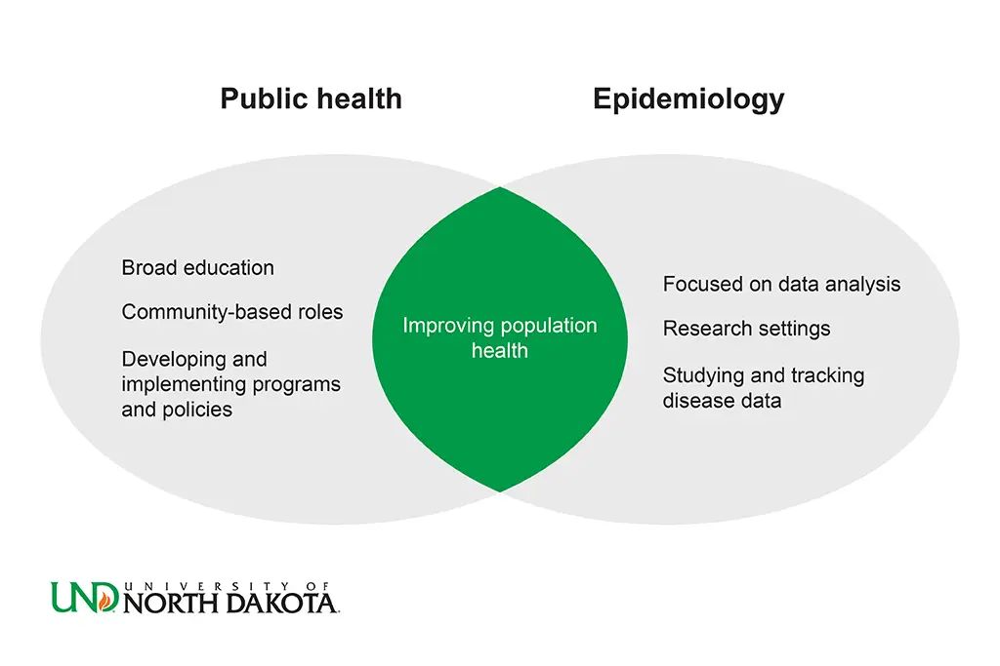 Public health
Epidemiology
Broad education
Community-based roles
Developing and
implementing programs
and policies
Improving population
health
Focused on data analysis
Research settings
Studying and tracking
disease data
UND UNIVERSITY OF
NORTH DAKOTA.